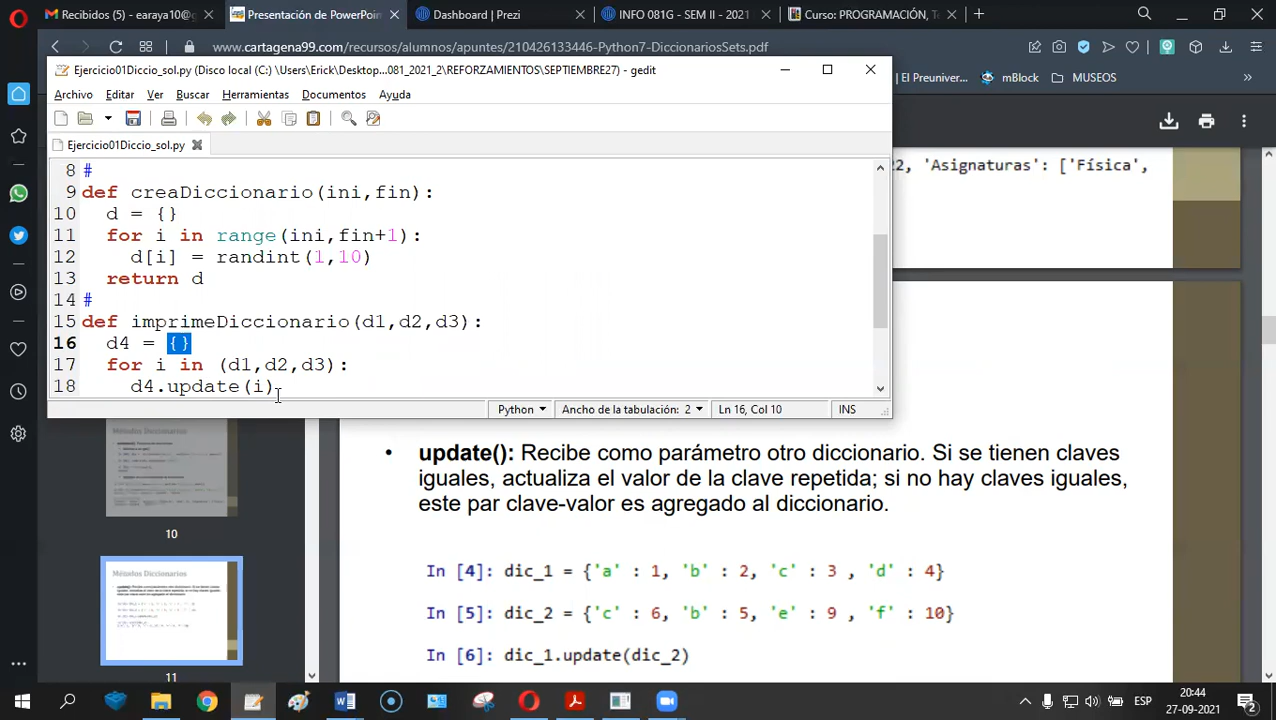 Recibidos (5) - earaya10@g
Presentación de PowerPoin
Dashboard | Prezi
INFO 081G - SEM II - 2021
Curso: PROGRAMACIÓN, T
www.cartagena99.com/recursos/alumnos/apuntes/210426133446-Python7-DiccionariosSets.pdf
El Preuniver...
mBlock
MUSEOS
Ejercicio01Diccio_sol.py (Disco local (C:) \Users\Erick\Desktop...081_2021_2\REFORZAMIENTOS\SEPTIEMBRE27) - gedit
Archivo Editar Ver Buscar Herramientas Documentos Ayuda
Ejercicio01Diccio_sol.py
8 #
9 def creaDiccionario(ini,fin):
10 d = {}
11 for i in range(ini,fin+1):
12 d[i] = randint(1,10)
13 return d
14 #
15 def imprimeDiccionario(d1,d2,d3):
16 d4 = {}
17 for i in (d1,d2,d3):
18 d4.update(i)
Python Ancho de la tabulación: 2 Ln 16, Col 10 INS
22, 'Asignaturas': ['Física',
• update(): Recibe como parámetro otro diccionario. Si se tienen claves
iguales, actualiza el valor de la clave repetida; si no hay claves iguales,
este par clave-valor es agregado al diccionario.
In [4]: dic_1 = {'a' : 1, 'b' : 2, 'c' : 3 , 'd' : 4}
In [5]: dic_2 = {'c' : 6, 'b' : 5, 'e' : 9 , 'f' : 10}
In [6]: dic_1.update(dic_2)
10
Métodos Diccionarios
11
ESP
20:44
27-09-2021
2